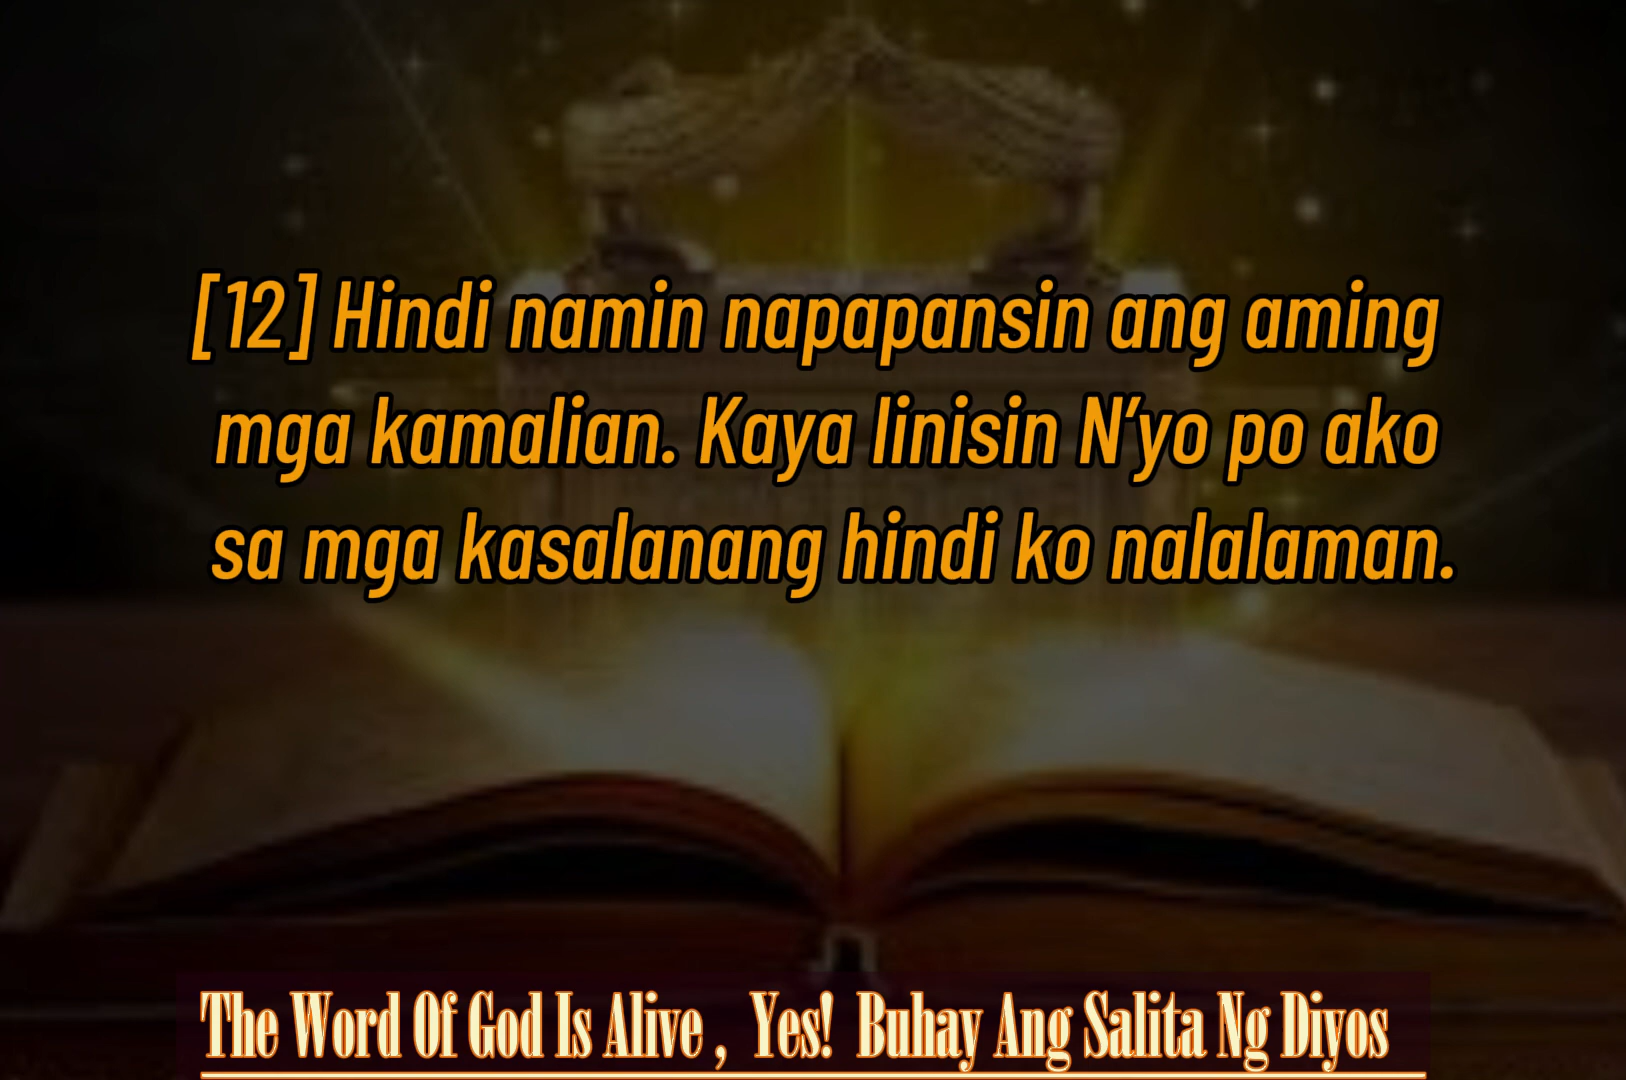 [12] Hindi namin napapansin ang aming
mga kamalian. Kaya linisin N’yo po ako
sa mga kasalanang hindi ko nalalaman.
The Word Of God Is Alive , Yes! Buhay Ang Salita Ng Diyos